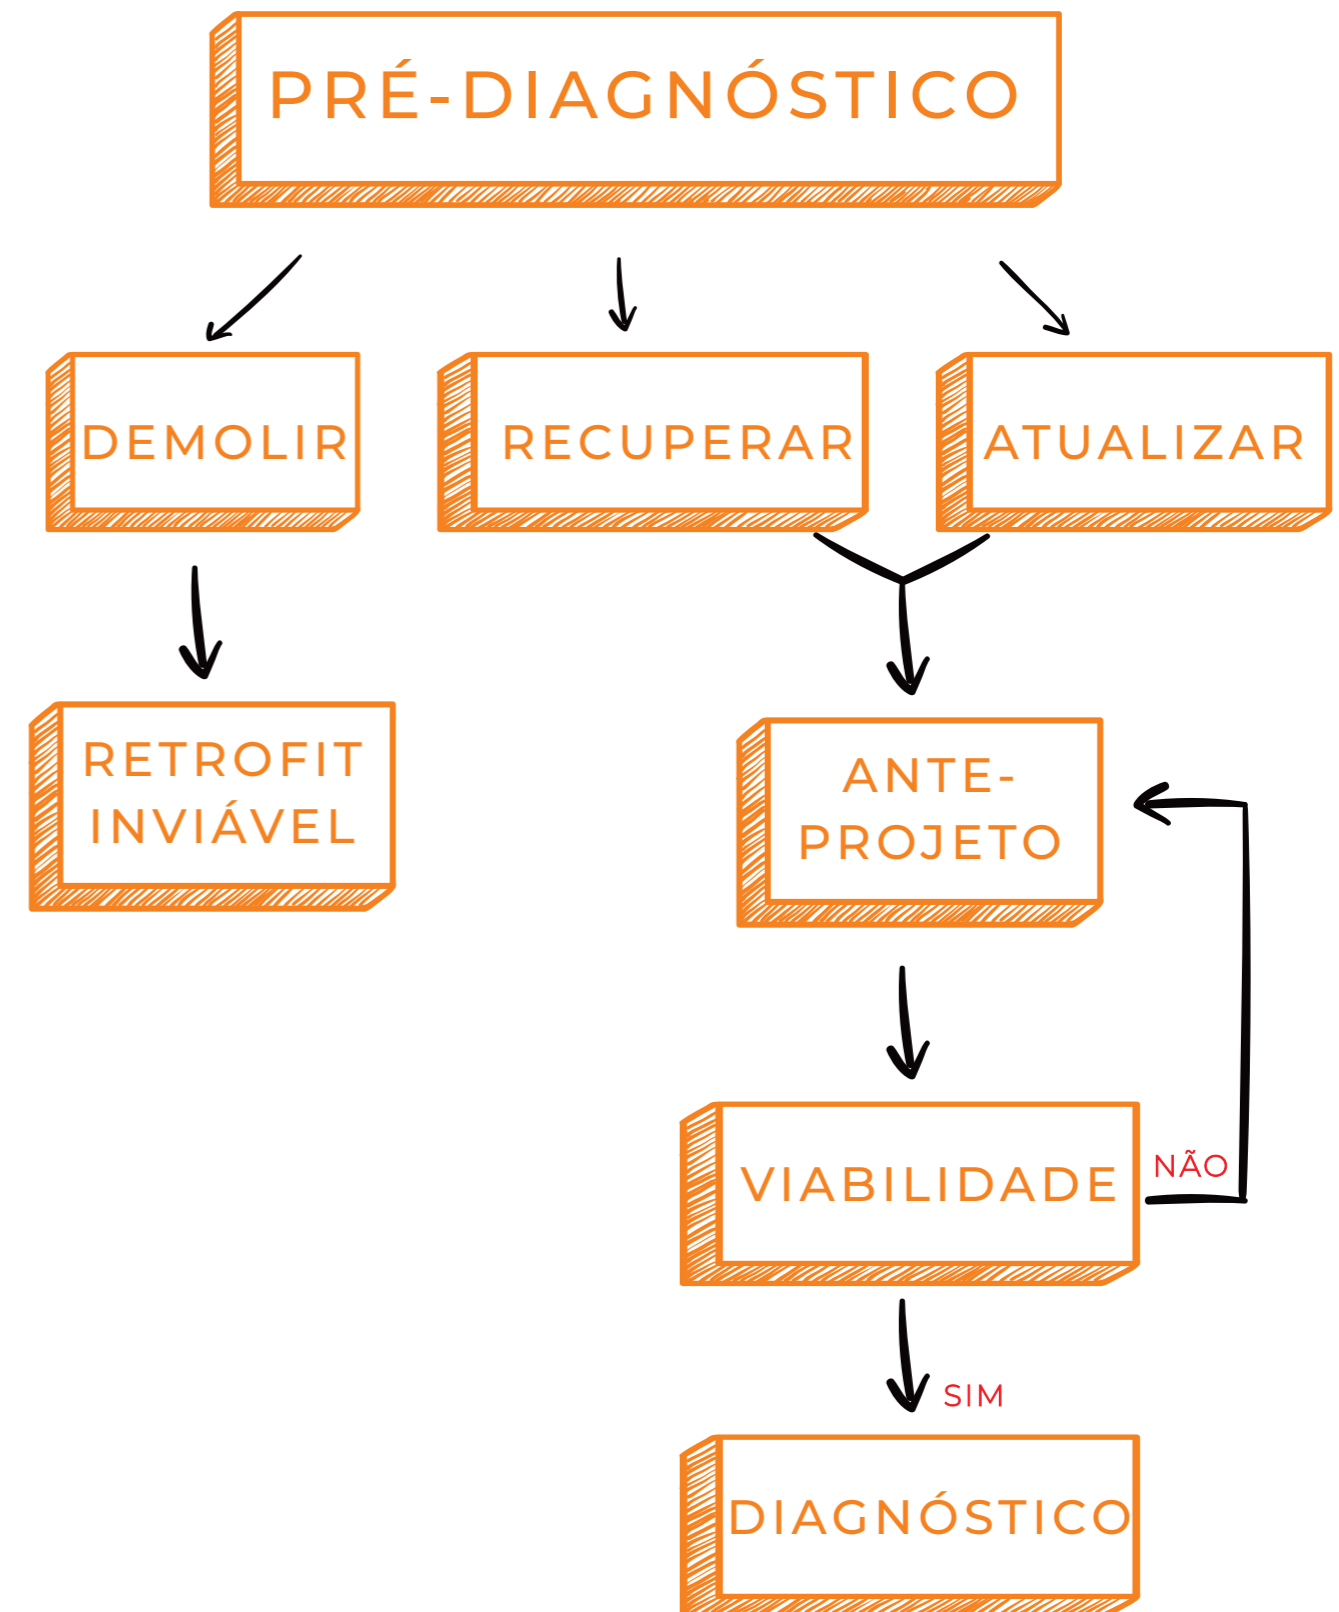 PRÉ-DIAGNÓSTICO
DEMOLIR
RECUPERAR
ATUALIZAR
RETROFIT
INVIÁVEL
ANTE-
PROJETO
VIABILIDADE
NÃO
SIM
DIAGNÓSTICO